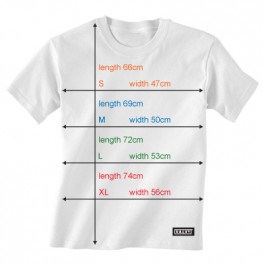 length 66cm
S width 47cm
length 69cm
M width 50cm
length 72cm
L width 53cm
length 74cm
XL width 56cm